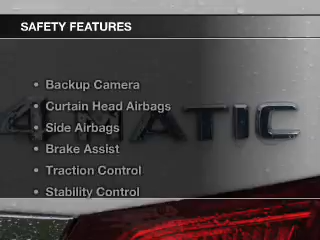 SAFETY FEATURES
• Backup Camera
• Curtain Head Airbags
4MATIC
• Side Airbags
• Brake Assist
• Traction Control
• Stability Control